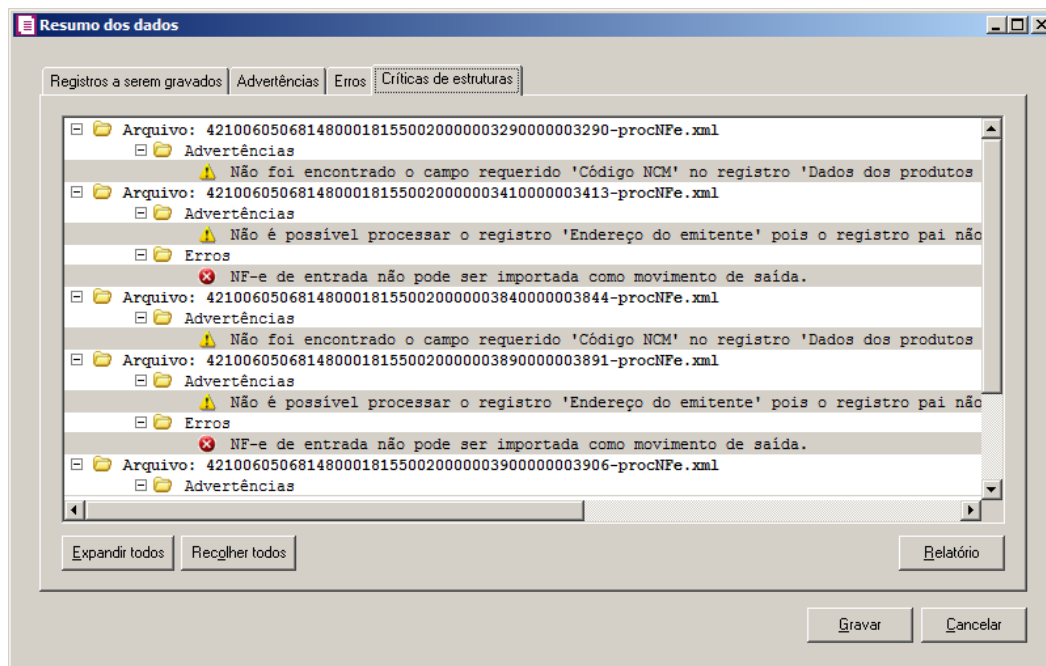 Resumo dos dados
Registros a serem gravados Advertências Erros Críticas de estruturas
Arquivo: 42100605068148000181550020000003290000003290-procNFe.xml
Advertências
Não foi encontrado o campo requerido 'Código NCM' no registro 'Dados dos produtos
Arquivo: 42100605068148000181550020000003410000003413-procNFe.xml
Advertências
Não é possível processar o registro 'Endereço do emitente' pois o registro pai não
Erros
NF-e de entrada não pode ser importada como movimento de saída.
Arquivo: 42100605068148000181550020000003840000003844-procNFe.xml
Advertências
Não foi encontrado o campo requerido 'Código NCM' no registro 'Dados dos produtos
Arquivo: 42100605068148000181550020000003890000003891-procNFe.xml
Advertências
Não é possível processar o registro 'Endereço do emitente' pois o registro pai não
Erros
NF-e de entrada não pode ser importada como movimento de saída.
Arquivo: 42100605068148000181550020000003900000003906-procNFe.xml
Advertências
Expandir todos Recolher todos Relatório
Gravar Cancelar